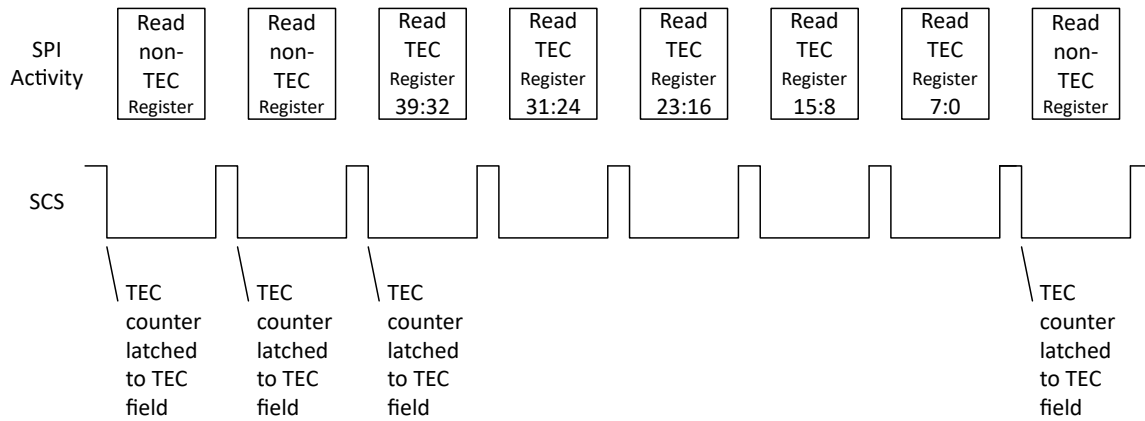 SPI
Activity
Read
non-
TEC
Register
Read
non-
TEC
Register
Read
TEC
Register
39:32
Read
TEC
Register
31:24
Read
TEC
Register
23:16
Read
TEC
Register
15:8
Read
TEC
Register
7:0
Read
non-
TEC
Register
SCS
TEC
counter
latched
to TEC
field
TEC
counter
latched
to TEC
field
TEC
counter
latched
to TEC
field
TEC
counter
latched
to TEC
field